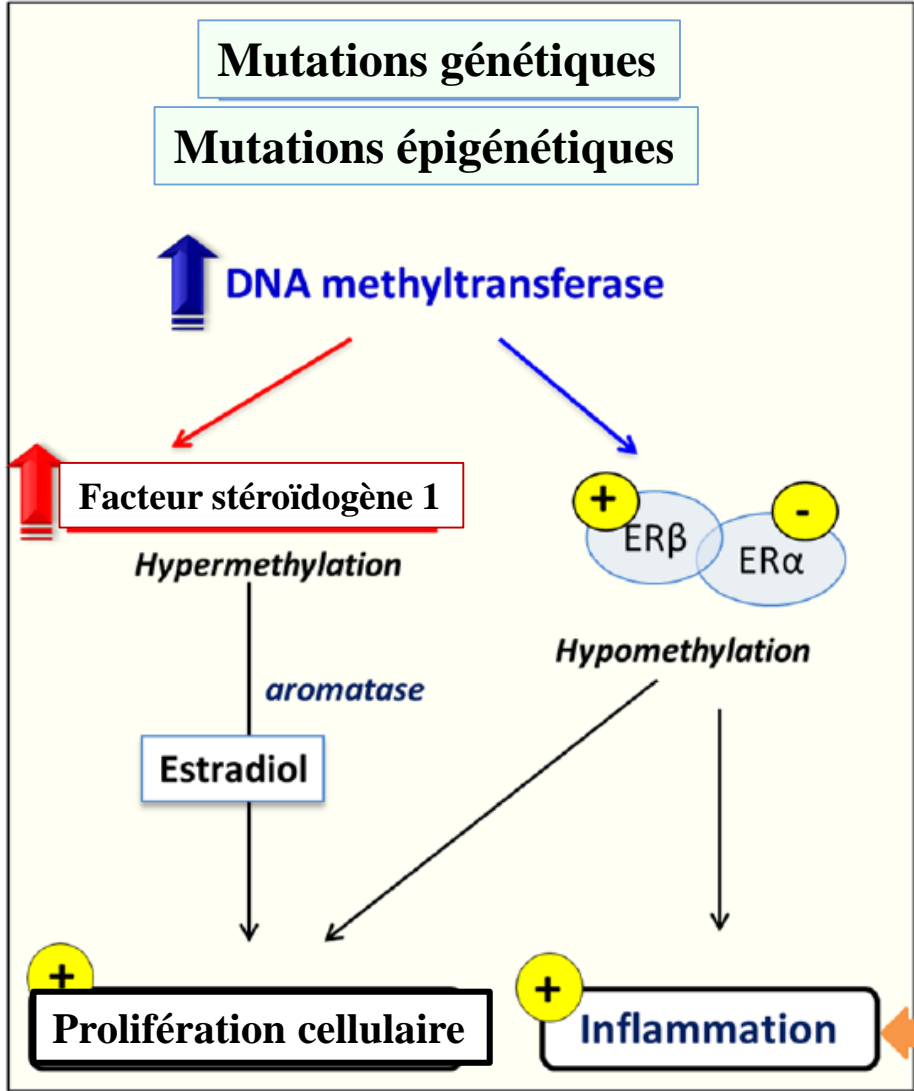 Mutations génétiques
Mutations épigénétiques
DNA methyltransferase
Facteur stéroïdogène 1
Hypermethylation
+
ERβ
-
ERα
Hypomethylation
aromatase
Estradiol
+
Prolifération cellulaire
+
Inflammation